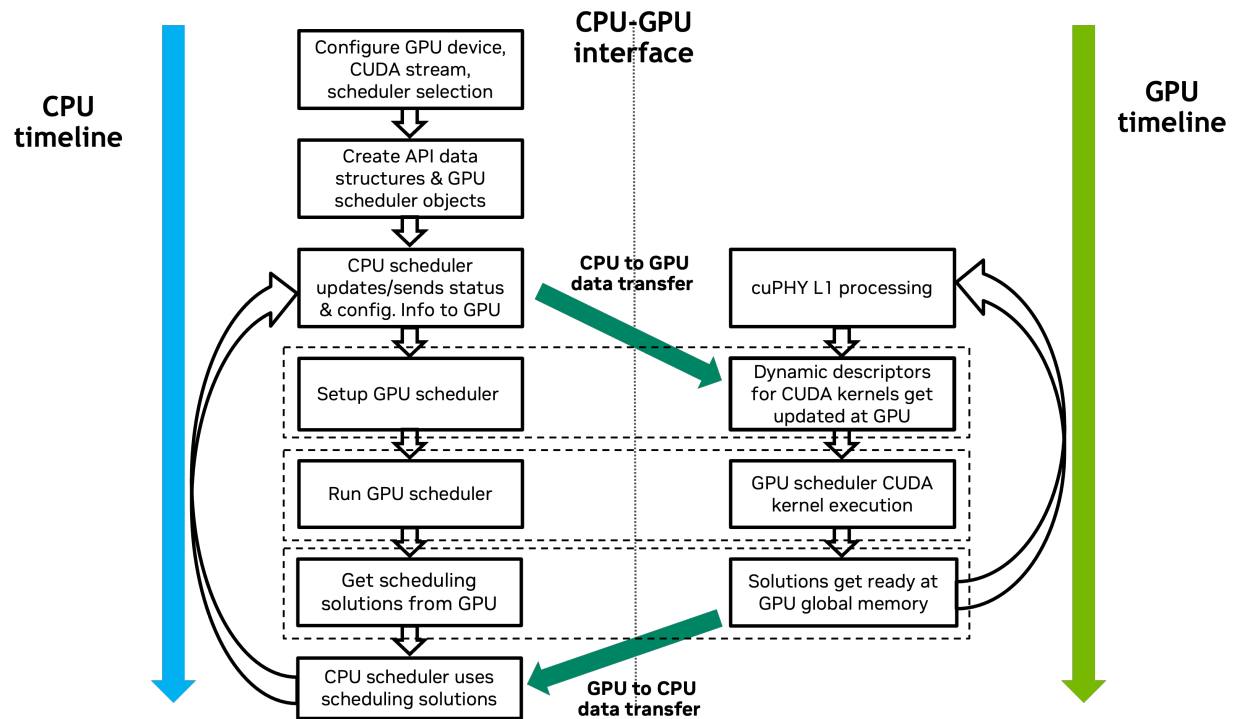 CPU-GPU
interface
CPU
timeline
GPU
timeline
Configure GPU device,
CUDA stream,
scheduler selection
Create API data
structures & GPU
scheduler objects
CPU scheduler
updates/sends status
& config. Info to GPU
CPU to GPU
data transfer
cuPHY L1 processing
Setup GPU scheduler
Dynamic descriptors
for CUDA kernels get
updated at GPU
Run GPU scheduler
GPU scheduler CUDA
kernel execution
Get scheduling
solutions from GPU
Solutions get ready at
GPU global memory
CPU scheduler uses
scheduling solutions
GPU to CPU
data transfer